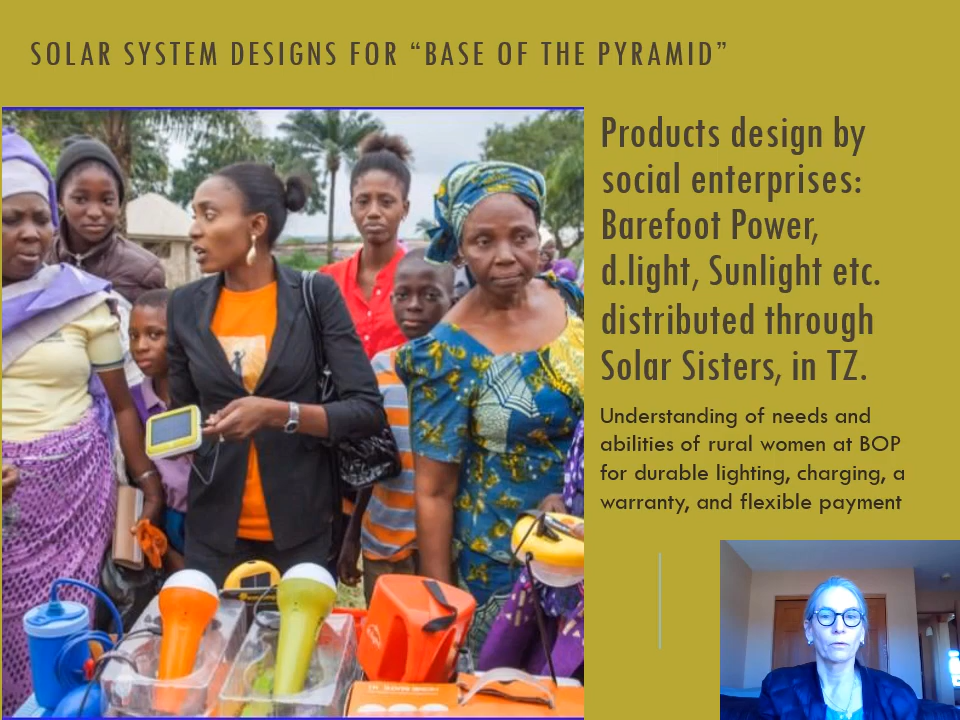 SOLAR SYSTEM DESIGNS FOR “BASE OF THE PYRAMID”
Products design by
social enterprises:
Barefoot Power,
d.light, Sunlight etc.
distributed through
Solar Sisters, in TZ.
Understanding of needs and
abilities of rural women at BOP
for durable lighting, charging, a
warranty, and flexible payment